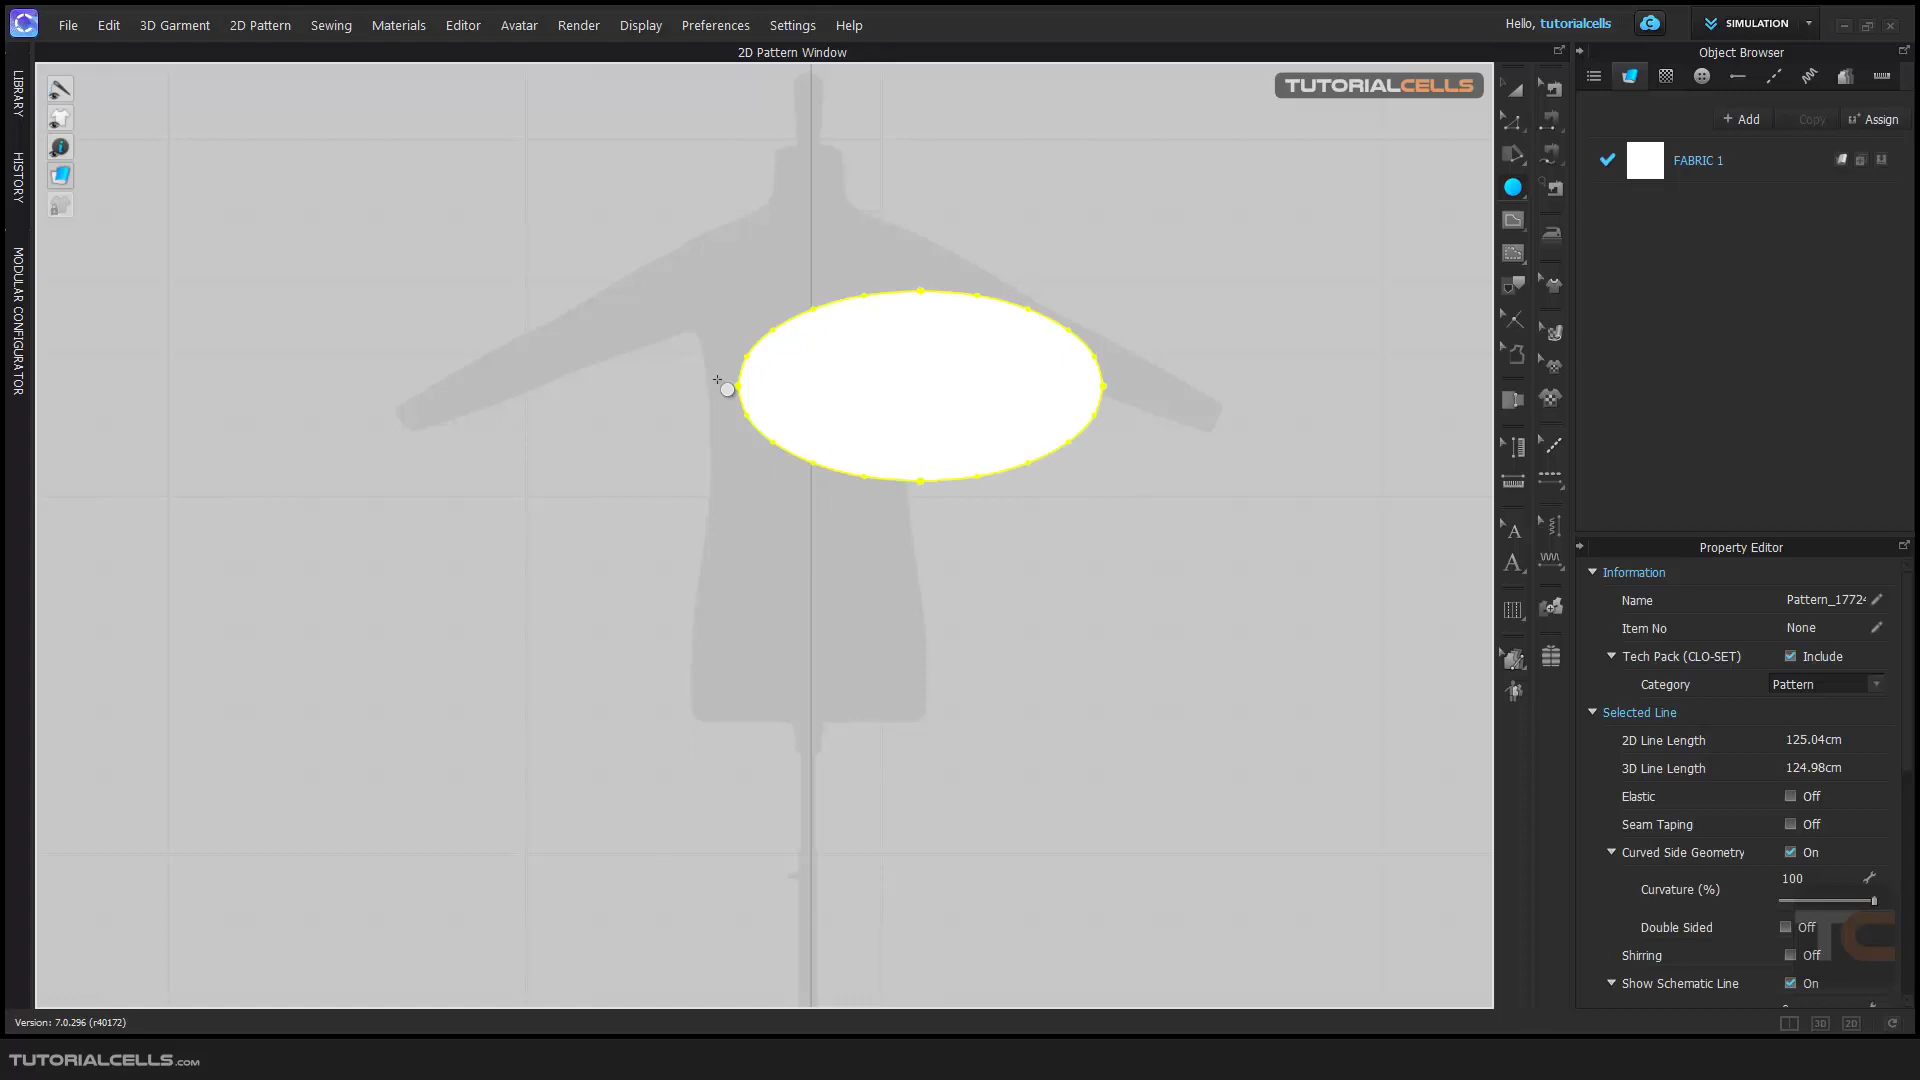 File Edit 3D Garment 2D Pattern Sewing Materials Editor Avatar Render Display Preferences Settings Help
Hello, tutorialcells
SIMULATION
2D Pattern Window
Object Browser
TUTORIALCELLS
LIBRARY
HISTORY
MODULAR CONFIGURATOR
+ Add Copy Assign
FABRIC 1
Property Editor
Information
Name Pattern_1772
Item No None
Tech Pack (CLO-SET) Include
Category Pattern
Selected Line
2D Line Length 125.04cm
3D Line Length 124.98cm
Elastic Off
Seam Taping Off
Curved Side Geometry On
Curvature (%) 100
Double Sided Off
Shirring Off
Show Schematic Line On
Version: 7.0.296 (r40172)
3D 2D
TUTORIALCELLS.COM